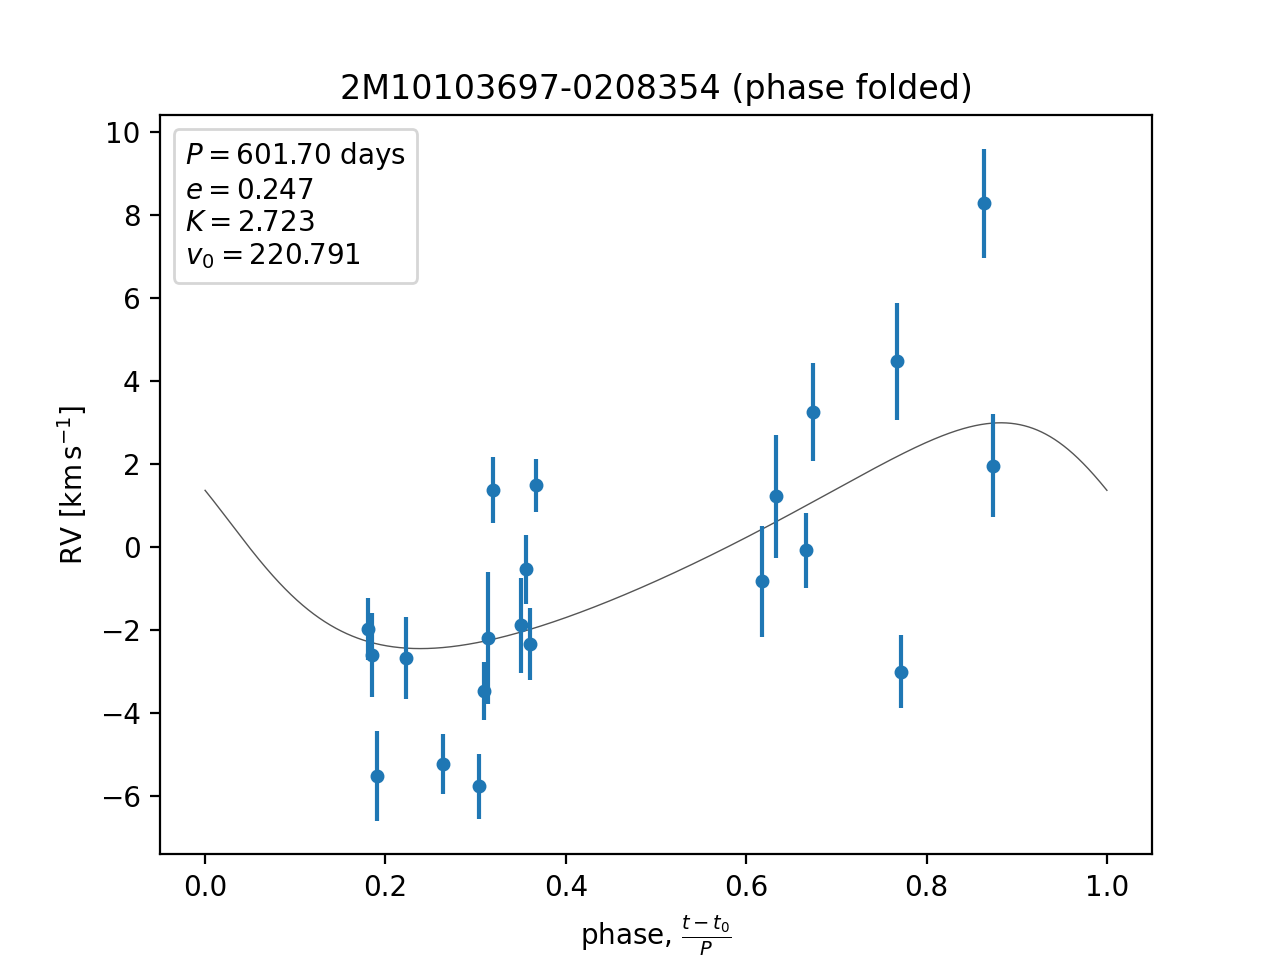 2M10103697-0208354 (phase folded)
P = 601.70 days
e = 0.247
K = 2.723
v₀ = 220.791
10
8
6
4
2
0
−2
−4
−6
RV [km s⁻¹]
0.0 0.2 0.4 0.6 0.8 1.0
phase, (t − t₀)/P